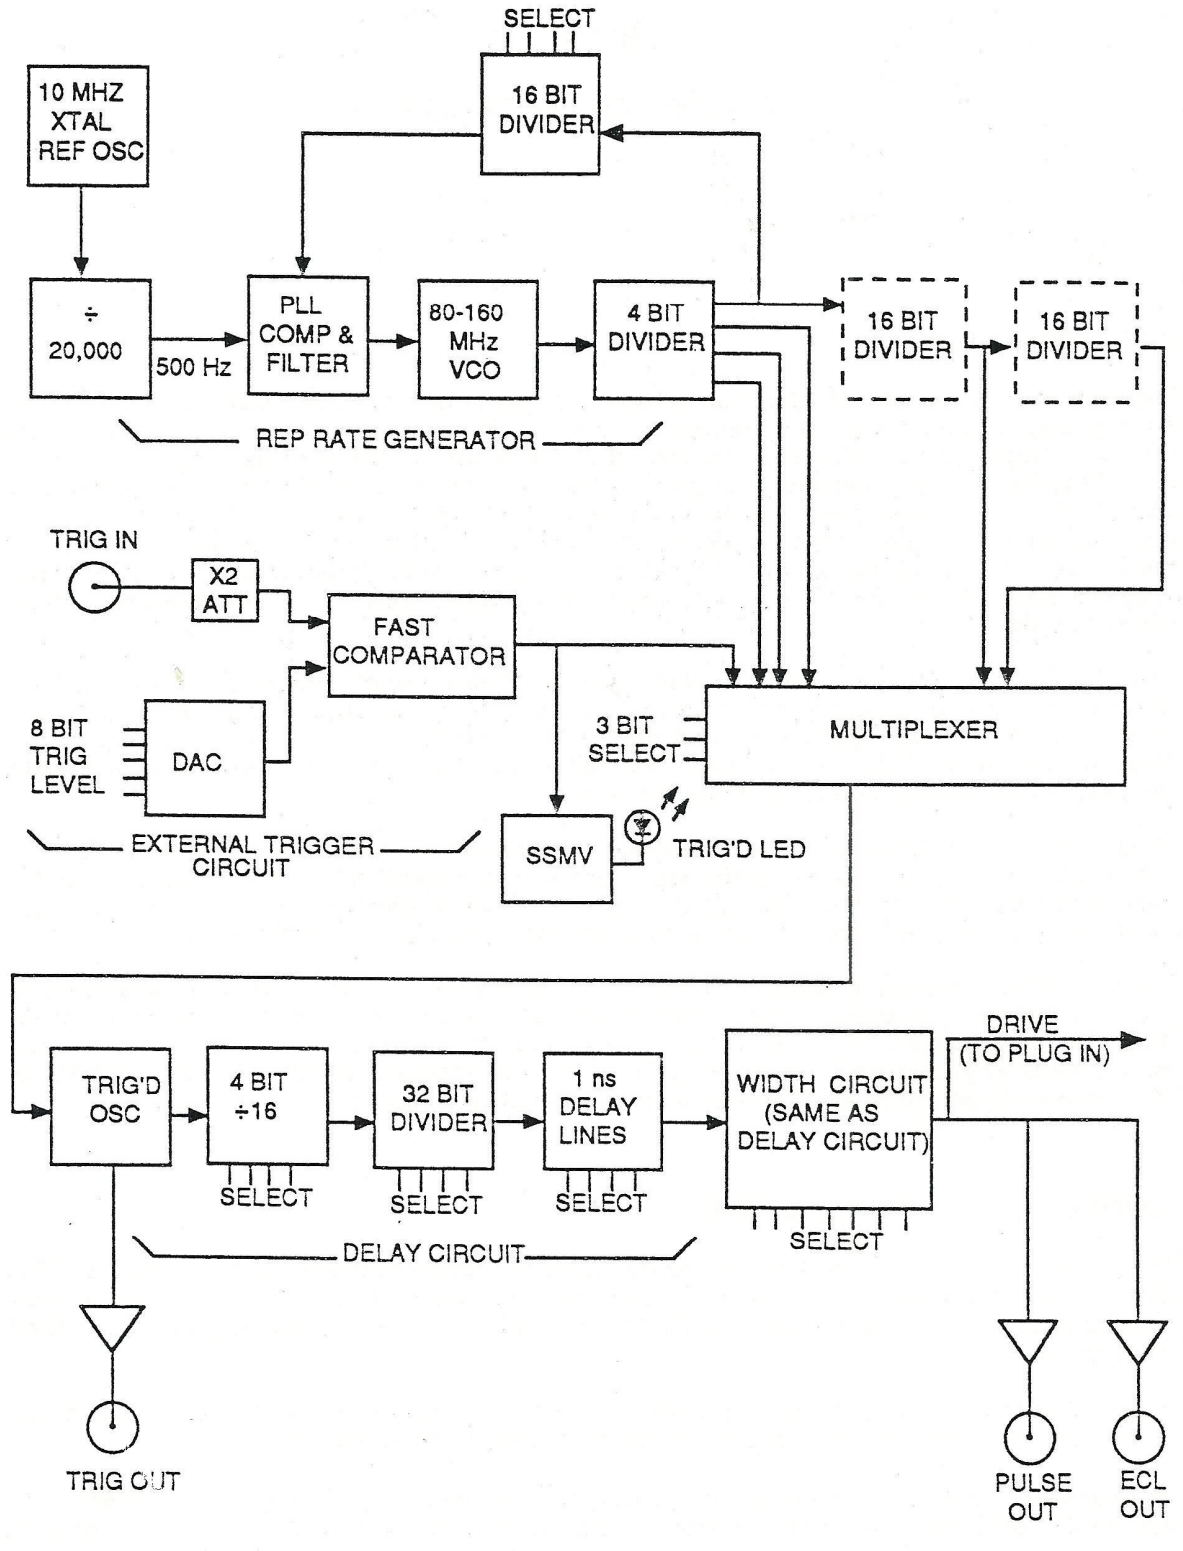 SELECT
16 BIT
DIVIDER
10 MHZ
XTAL
REF OSC
÷
20,000
500 Hz
PLL
COMP &
FILTER
80-160
MHz
VCO
4 BIT
DIVIDER
16 BIT
DIVIDER
16 BIT
DIVIDER
REP RATE GENERATOR
TRIG IN
X2
ATT
FAST
COMPARATOR
8 BIT
TRIG
LEVEL
DAC
EXTERNAL TRIGGER
CIRCUIT
3 BIT
SELECT
MULTIPLEXER
SSMV
TRIG'D LED
TRIG'D
OSC
4 BIT
÷16
SELECT
32 BIT
DIVIDER
SELECT
1 ns
DELAY
LINES
SELECT
DELAY CIRCUIT
WIDTH CIRCUIT
(SAME AS
DELAY CIRCUIT)
SELECT
DRIVE
(TO PLUG IN)
TRIG OUT
PULSE
OUT
ECL
OUT